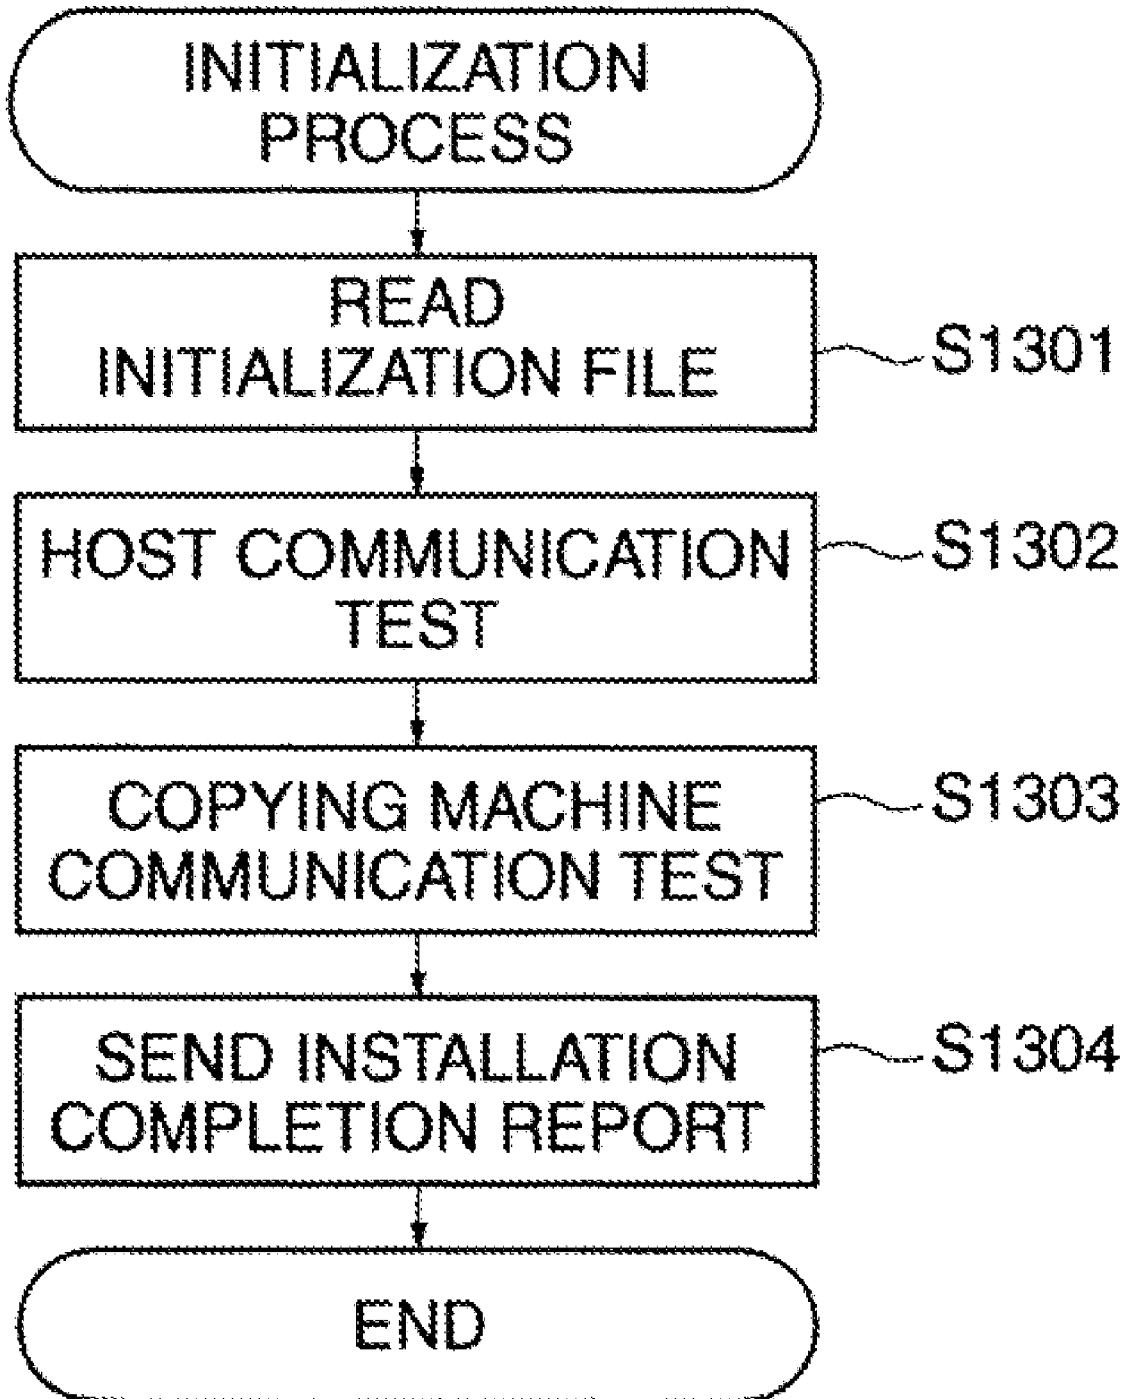 INITIALIZATION
PROCESS
READ
INITIALIZATION FILE
S1301
HOST COMMUNICATION
TEST
S1302
COPYING MACHINE
COMMUNICATION TEST
S1303
SEND INSTALLATION
COMPLETION REPORT
S1304
END